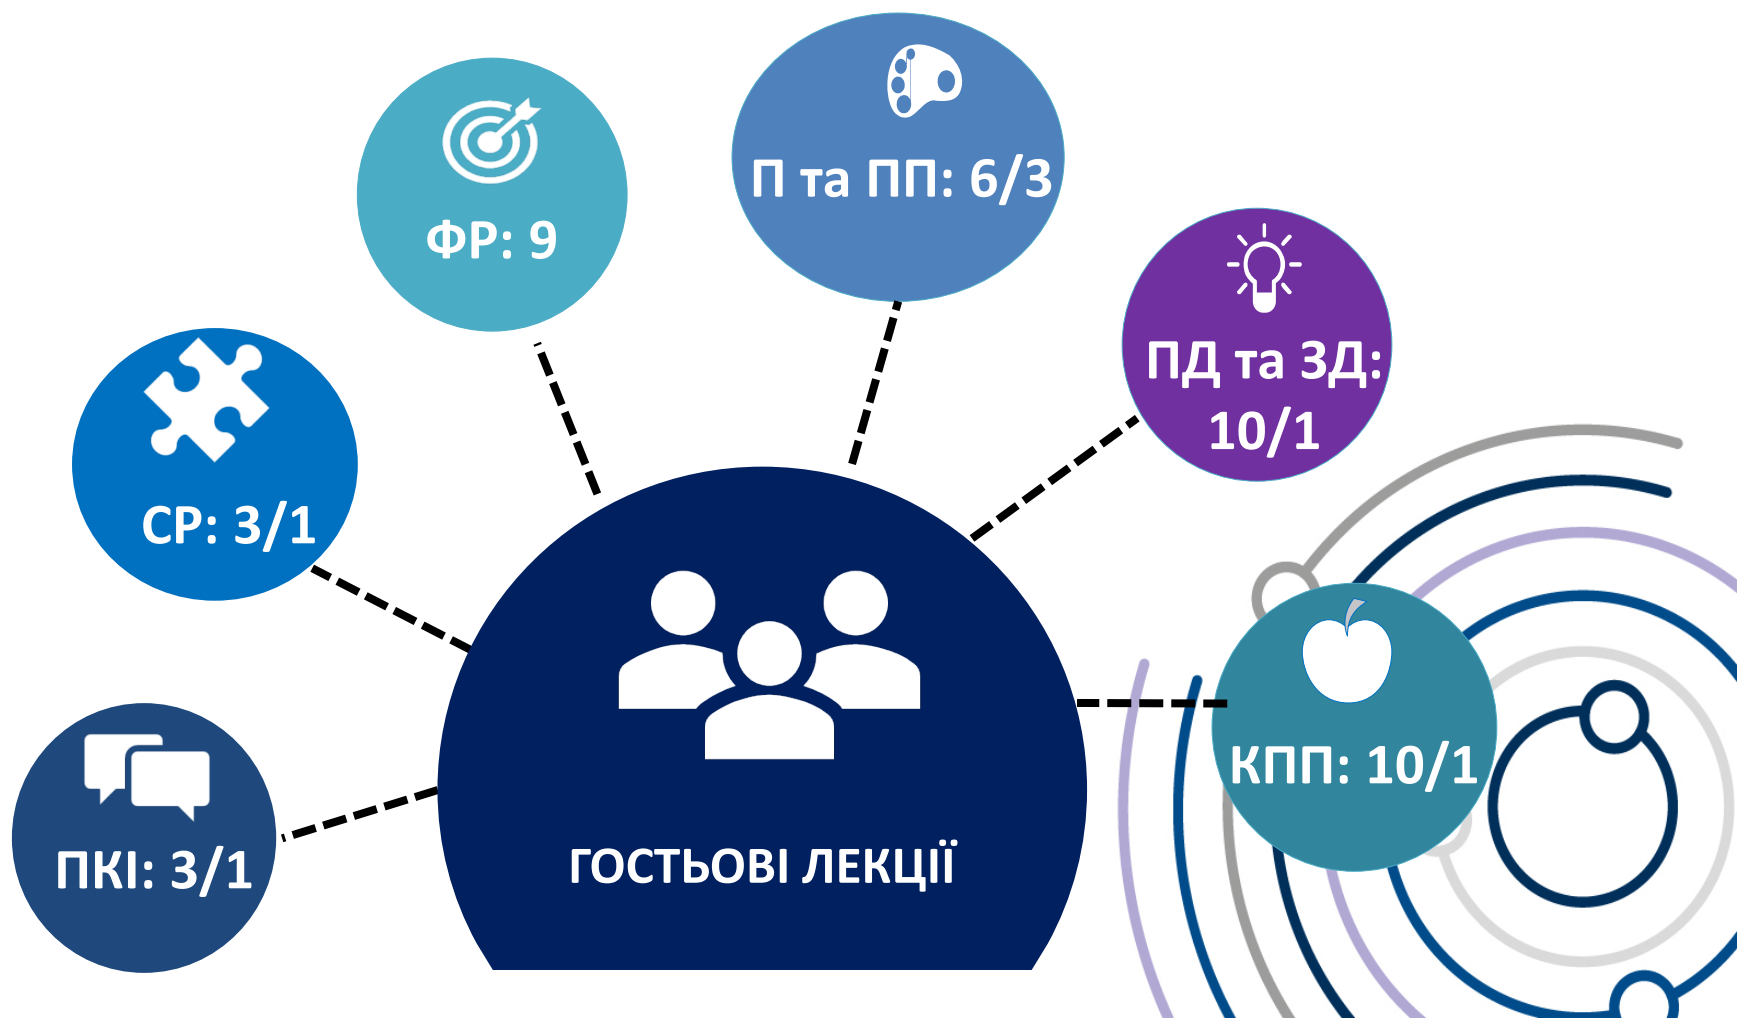 П та ПП: 6/3
ФР: 9
ПД та ЗД:
10/1
СР: 3/1
КПП: 10/1
ПКІ: 3/1
ГОСТЬОВІ ЛЕКЦІЇ